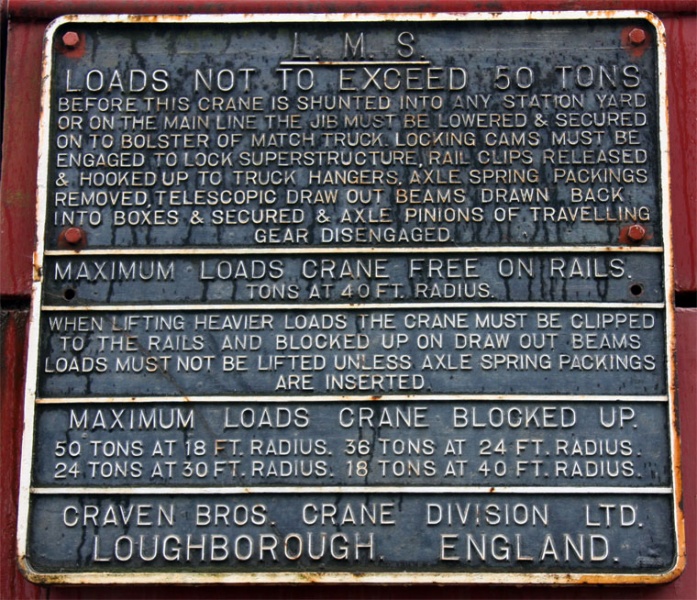 L. M. S.
LOADS NOT TO EXCEED 50 TONS
BEFORE THIS CRANE IS SHUNTED INTO ANY STATION YARD
OR ON THE MAIN LINE THE JIB MUST BE LOWERED & SECURED
ON TO BOLSTER OF MATCH TRUCK. LOCKING CAMS MUST BE
ENGAGED TO LOCK SUPERSTRUCTURE, RAIL CLIPS RELEASED
& HOOKED UP TO TRUCK HANGERS, AXLE SPRING PACKINGS
REMOVED, TELESCOPIC DRAW OUT BEAMS DRAWN BACK
INTO BOXES & SECURED & AXLE PINIONS OF TRAVELLING
GEAR DISENGAGED.
MAXIMUM LOADS CRANE FREE ON RAILS.
TONS AT 40 FT. RADIUS.
WHEN LIFTING HEAVIER LOADS THE CRANE MUST BE CLIPPED
TO THE RAILS AND BLOCKED UP ON DRAW OUT BEAMS
LOADS MUST NOT BE LIFTED UNLESS AXLE SPRING PACKINGS
ARE INSERTED.
MAXIMUM LOADS CRANE BLOCKED UP.
50 TONS AT 18 FT. RADIUS. 36 TONS AT 24 FT. RADIUS.
24 TONS AT 30 FT. RADIUS. 18 TONS AT 40 FT. RADIUS.
CRAVEN BROS. CRANE DIVISION LTD.
LOUGHBOROUGH. ENGLAND.